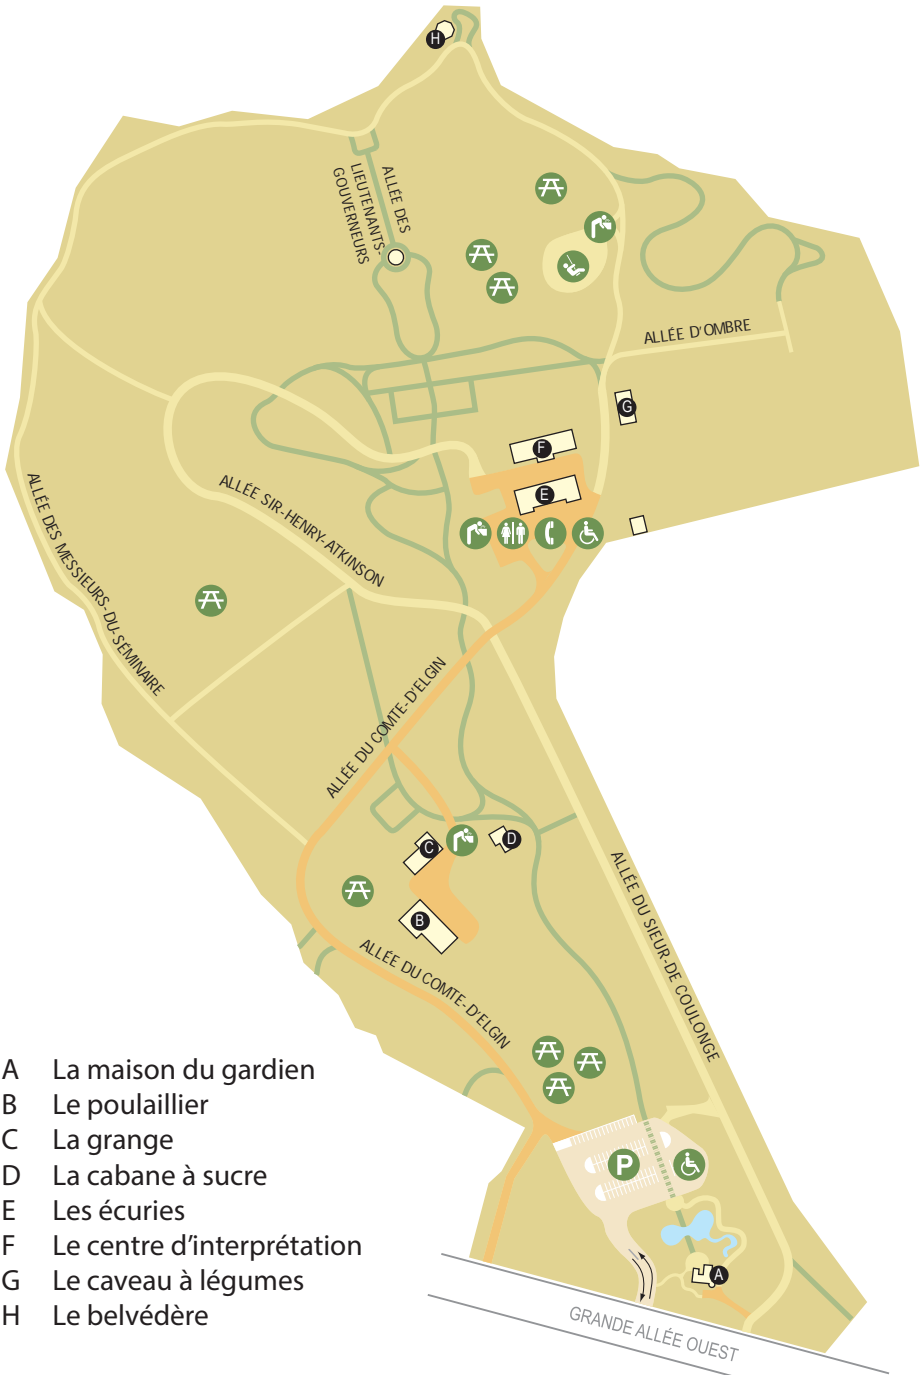 H
ALLÉE DES
LIEUTENANTS-
GOUVERNEURS
ALLÉE D'OMBRE
G
F
E
ALLÉE SIR-HENRY-ATKINSON
ALLÉE DES MESSIEURS-DU-SÉMINAIRE
ALLÉE DU COMTE-D'ELGIN
D
C
B
ALLÉE DU SIEUR-DE COULONGE
ALLÉE DU COMTE-D'ELGIN
P
A
GRANDE ALLÉE OUEST
A La maison du gardien
B Le poulaillier
C La grange
D La cabane à sucre
E Les écuries
F Le centre d'interprétation
G Le caveau à légumes
H Le belvédère